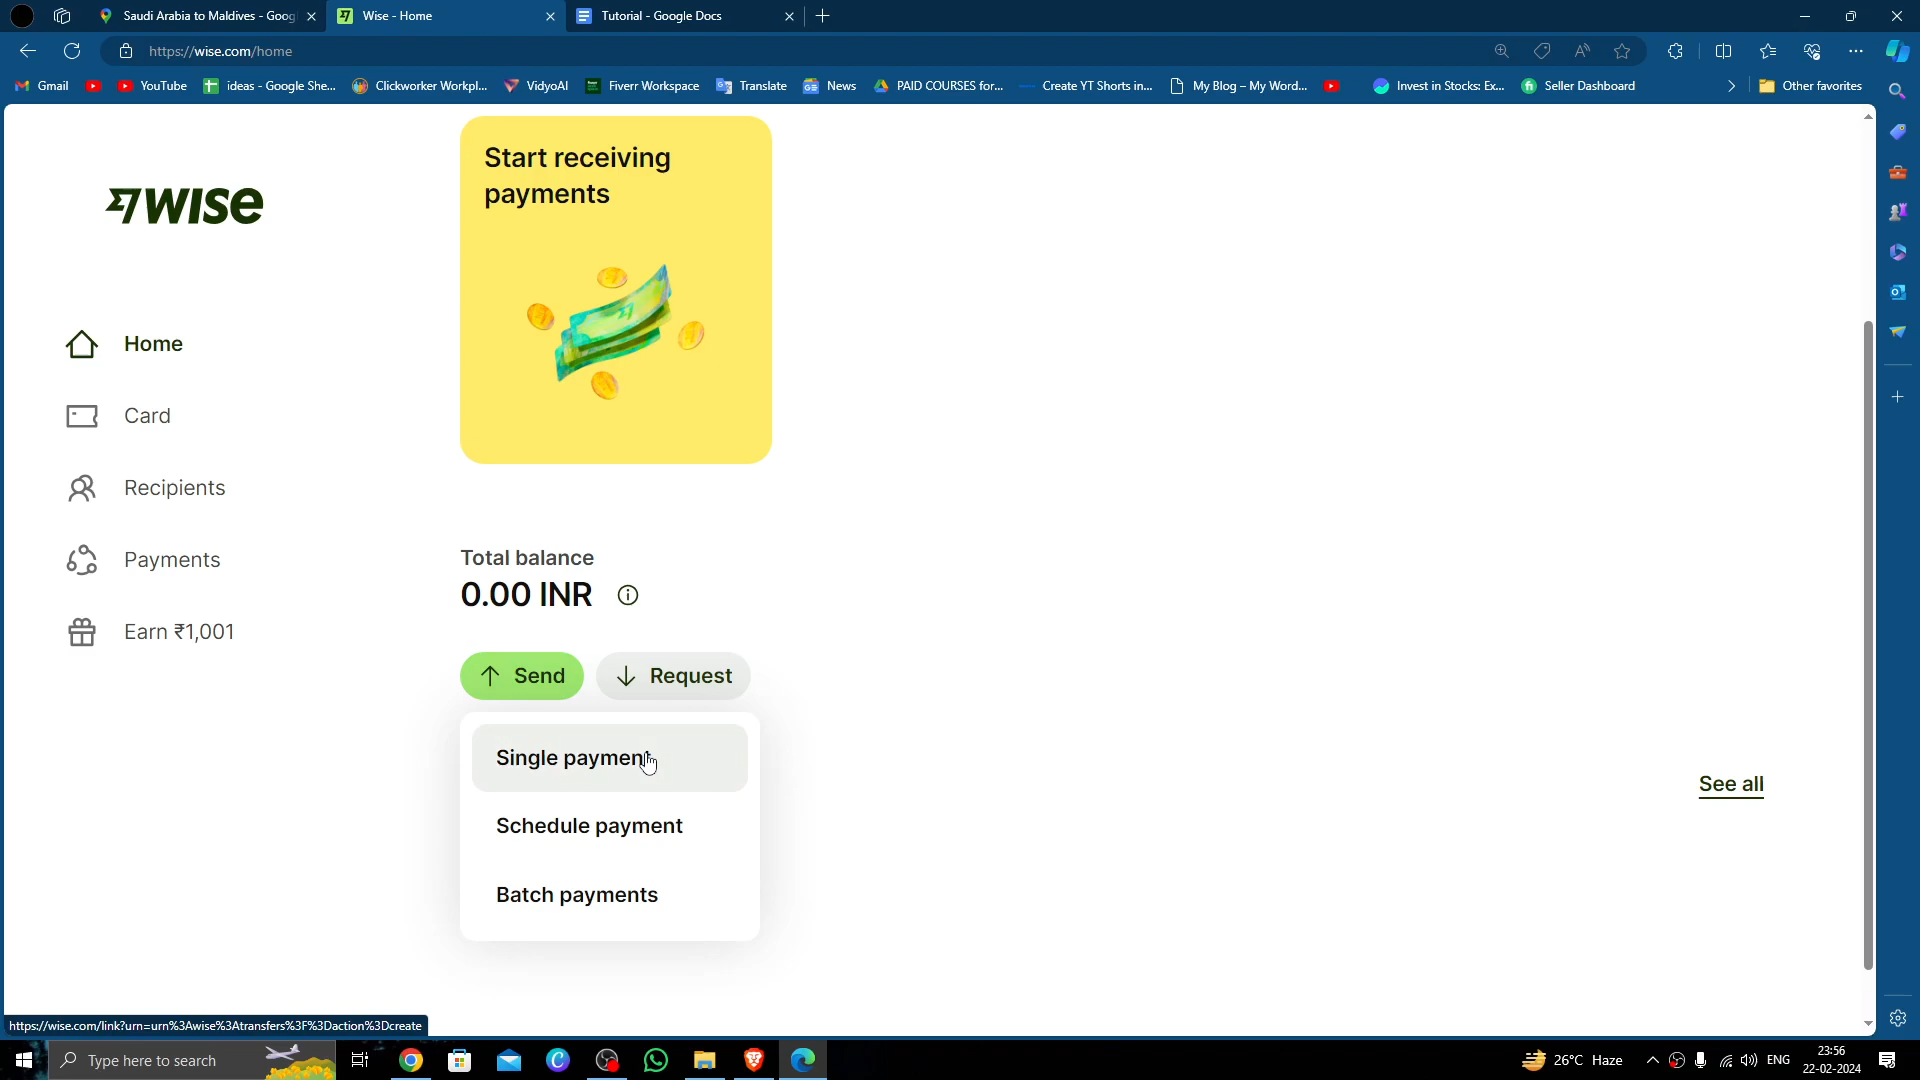 Saudi Arabia to Maldives - Goog
Wise - Home
Tutorial - Google Docs
https://wise.com/home
Gmail
YouTube
ideas - Google She...
Clickworker Workpl...
VidyoAI
Fiverr Workspace
Translate
News
PAID COURSES for...
Create YT Shorts in...
My Blog – My Word...
Invest in Stocks: Ex...
Seller Dashboard
Other favorites
WISE
Home
Card
Recipients
Payments
Earn ₹1,001
Start receiving
payments
Total balance
0.00 INR
Send
Request
Single payment
Schedule payment
Batch payments
See all
https://wise.com/link?urn=urn%3Awise%3Atransfers%3F%3Daction%3Dcreate
Type here to search
26°C Haze
ENG
23:56
22-02-2024